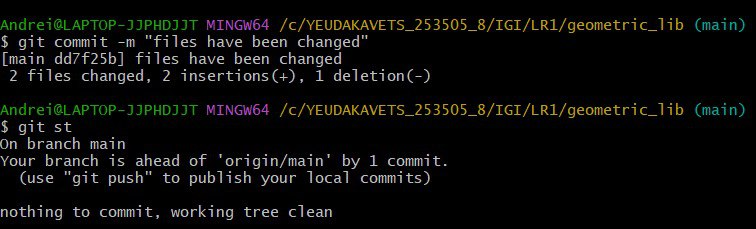 Andrei@LAPTOP-JJPHDJJT MINGW64 /c/YEUDAKAVETS_253505_8/IGI/LR1/geometric_lib (main)
$ git commit -m "files have been changed"
[main dd7f25b] files have been changed
 2 files changed, 2 insertions(+), 1 deletion(-)

Andrei@LAPTOP-JJPHDJJT MINGW64 /c/YEUDAKAVETS_253505_8/IGI/LR1/geometric_lib (main)
$ git st
On branch main
Your branch is ahead of 'origin/main' by 1 commit.
  (use "git push" to publish your local commits)

nothing to commit, working tree clean